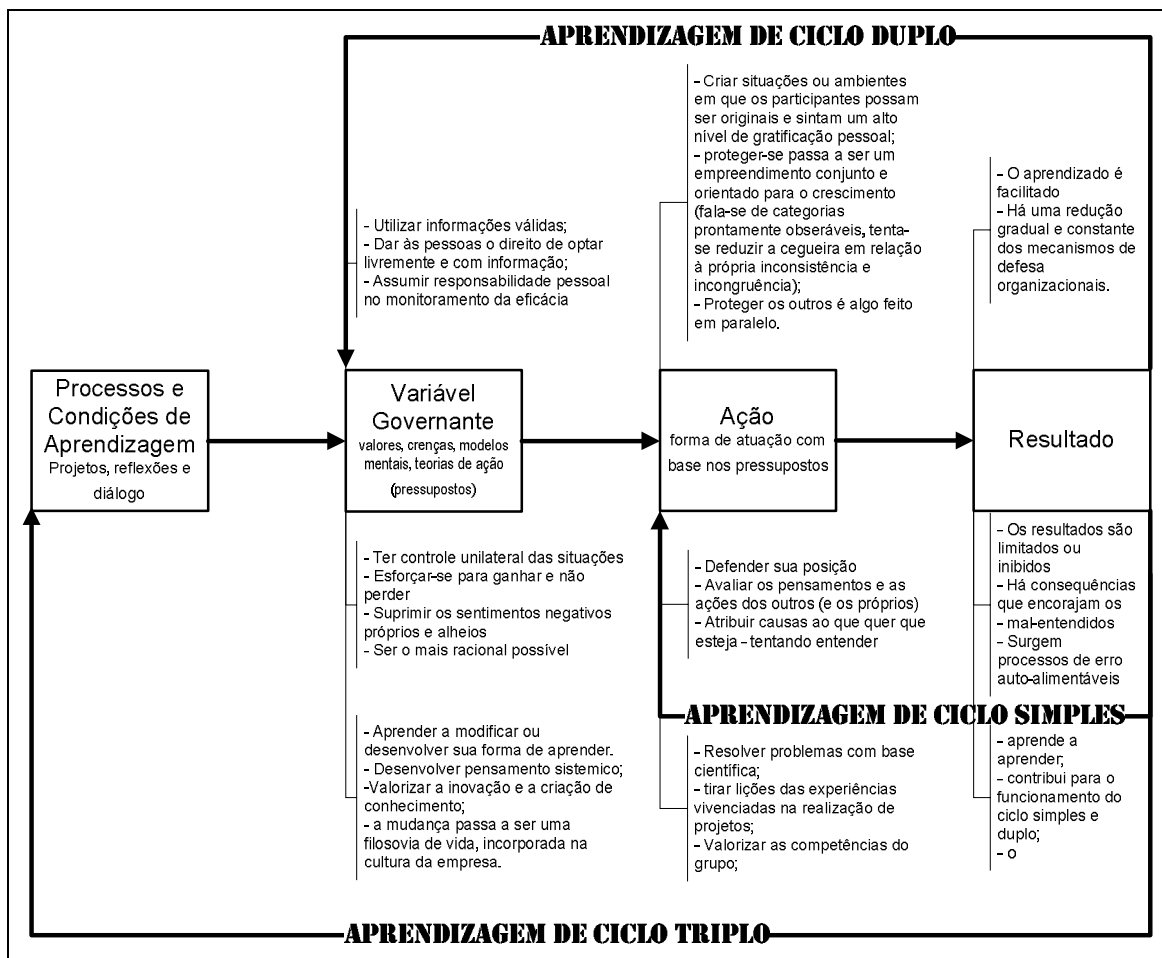 APRENDIZAGEM DE CICLO DUPLO
- Utilizar informações válidas;
- Dar às pessoas o direito de optar
livremente e com informação;
- Assumir responsabilidade pessoal
no monitoramento da eficácia
- Criar situações ou ambientes
em que os participantes possam
ser originais e sintam um alto
nível de gratificação pessoal;
- proteger-se passa a ser um
empreendimento conjunto e
orientado para o crescimento
(fala-se de categorias
prontamente obseráveis, tenta-
se reduzir a cegueira em relação
à própria inconsistência e
incongruência);
- Proteger os outros é algo feito
em paralelo.
- O aprendizado é
facilitado
- Há uma redução
gradual e constante
dos mecanismos de
defesa
organizacionais.
Processos e
Condições de
Aprendizagem
Projetos, reflexões e
diálogo
Variável
Governante
valores, crenças, modelos
mentais, teorias de ação
(pressupostos)
Ação
forma de atuação com
base nos pressupostos
Resultado
- Ter controle unilateral das situações
- Esforçar-se para ganhar e não
perder
- Suprimir os sentimentos negativos
próprios e alheios
- Ser o mais racional possível
- Defender sua posição
- Avaliar os pensamentos e as
ações dos outros (e os próprios)
- Atribuir causas ao que quer que
esteja - tentando entender
- Os resultados são
limitados ou
inibidos
- Há consequências
que encorajam os
- mal-entendidos
- Surgem
processos de erro
auto-alimentáveis
APRENDIZAGEM DE CICLO SIMPLES
- Aprender a modificar ou
desenvolver sua forma de aprender.
- Desenvolver pensamento sistemico;
-Valorizar a inovação e a criação de
conhecimento;
- a mudança passa a ser uma
filosovia de vida, incorporada na
cultura da empresa.
- Resolver problemas com base
científica;
- tirar lições das experiências
vivenciadas na realização de
projetos;
- Valorizar as competências do
grupo;
- aprende a
aprender;
- contribui para o
funcionamento do
ciclo simples e
duplo;
- o
APRENDIZAGEM DE CICLO TRIPLO